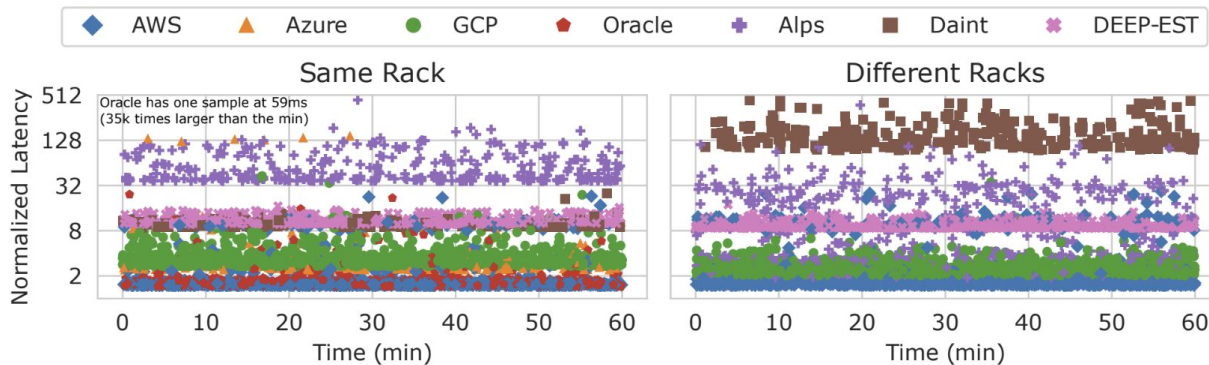 AWS Azure GCP Oracle Alps Daint DEEP-EST
Same Rack
Different Racks
Normalized Latency
512
128
32
8
2
Oracle has one sample at 59ms
(35k times larger than the min)
0 10 20 30 40 50 60
0 10 20 30 40 50 60
Time (min)
Time (min)